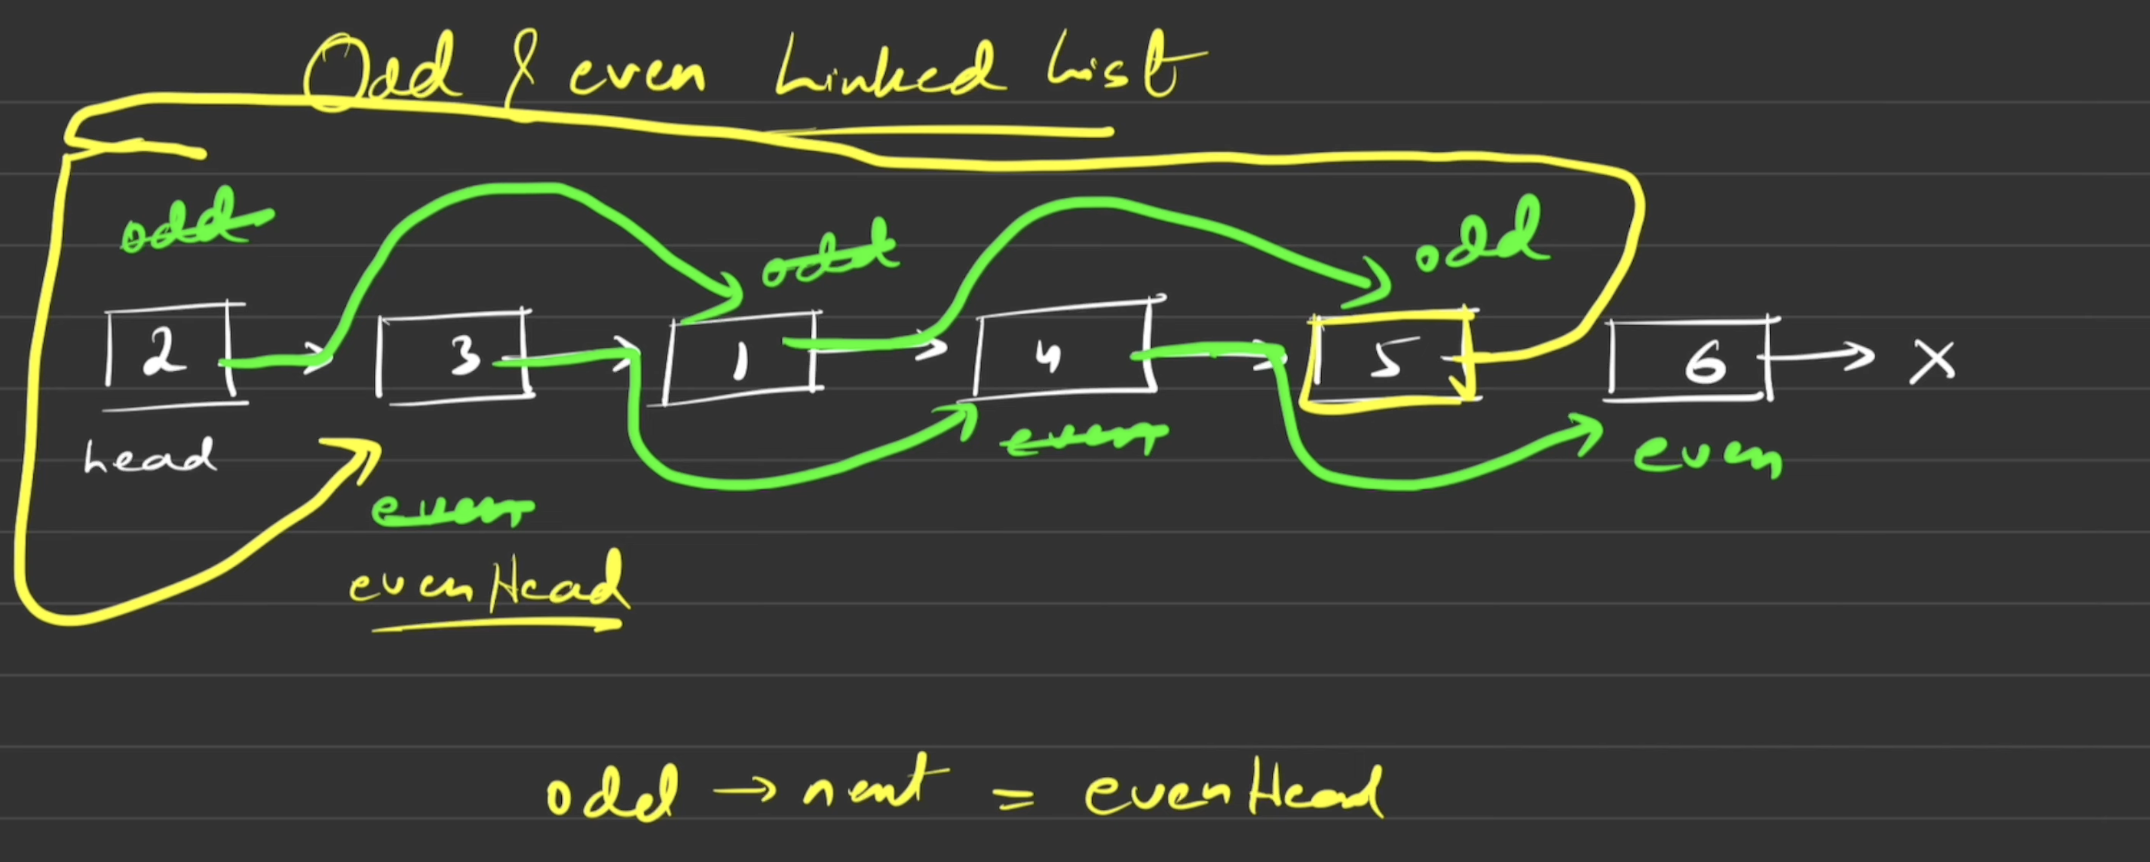 Odd & even Linked List
odd odd odd
2 3 1 4 5 6 X
head even even even
evenHead
odd → next = evenHead